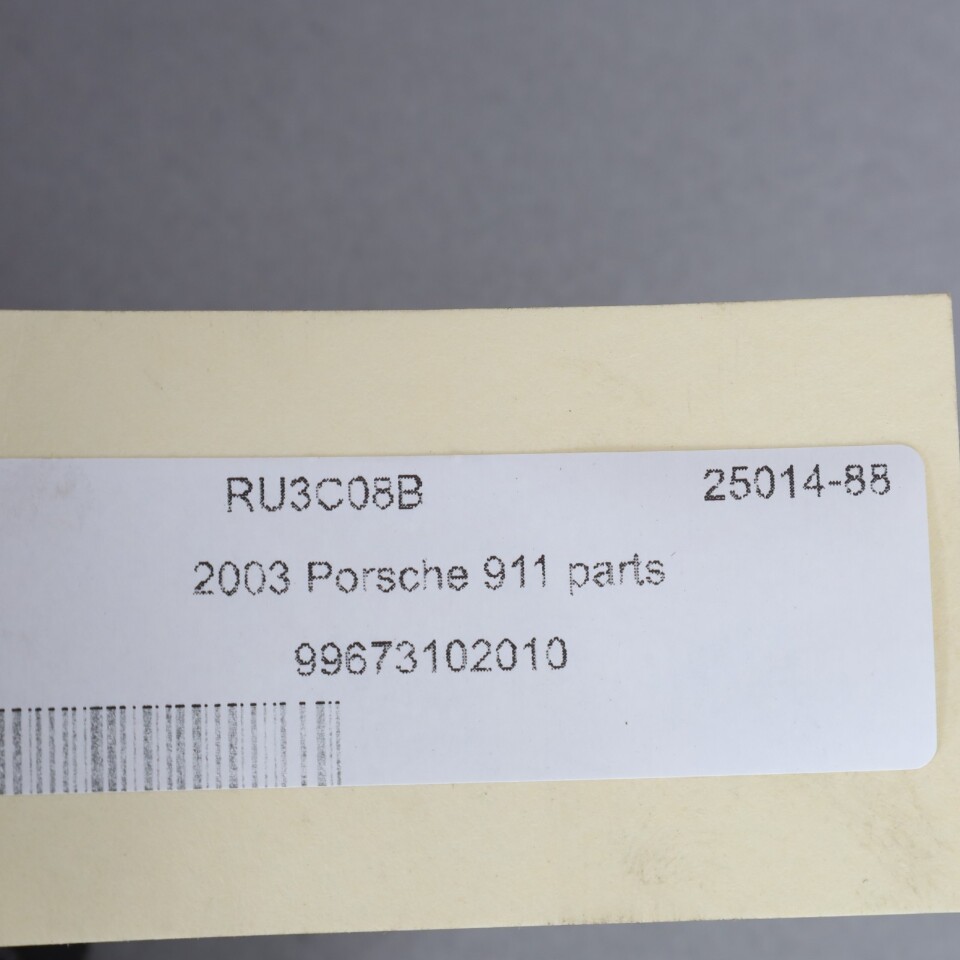 RU3C08B 25014-88
2003 Porsche 911 parts
99673102010